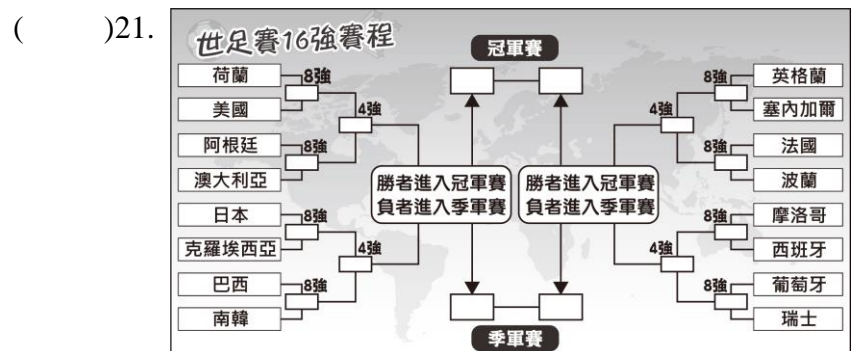 (　　)21.
世足賽16強賽程
冠軍賽
荷蘭
8強
美國
4強
阿根廷
8強
澳大利亞
日本
8強
克羅埃西亞
4強
巴西
8強
南韓
勝者進入冠軍賽
負者進入季軍賽
勝者進入冠軍賽
負者進入季軍賽
英格蘭
8強
塞內加爾
4強
法國
8強
波蘭
摩洛哥
8強
西班牙
4強
葡萄牙
8強
瑞士
季軍賽